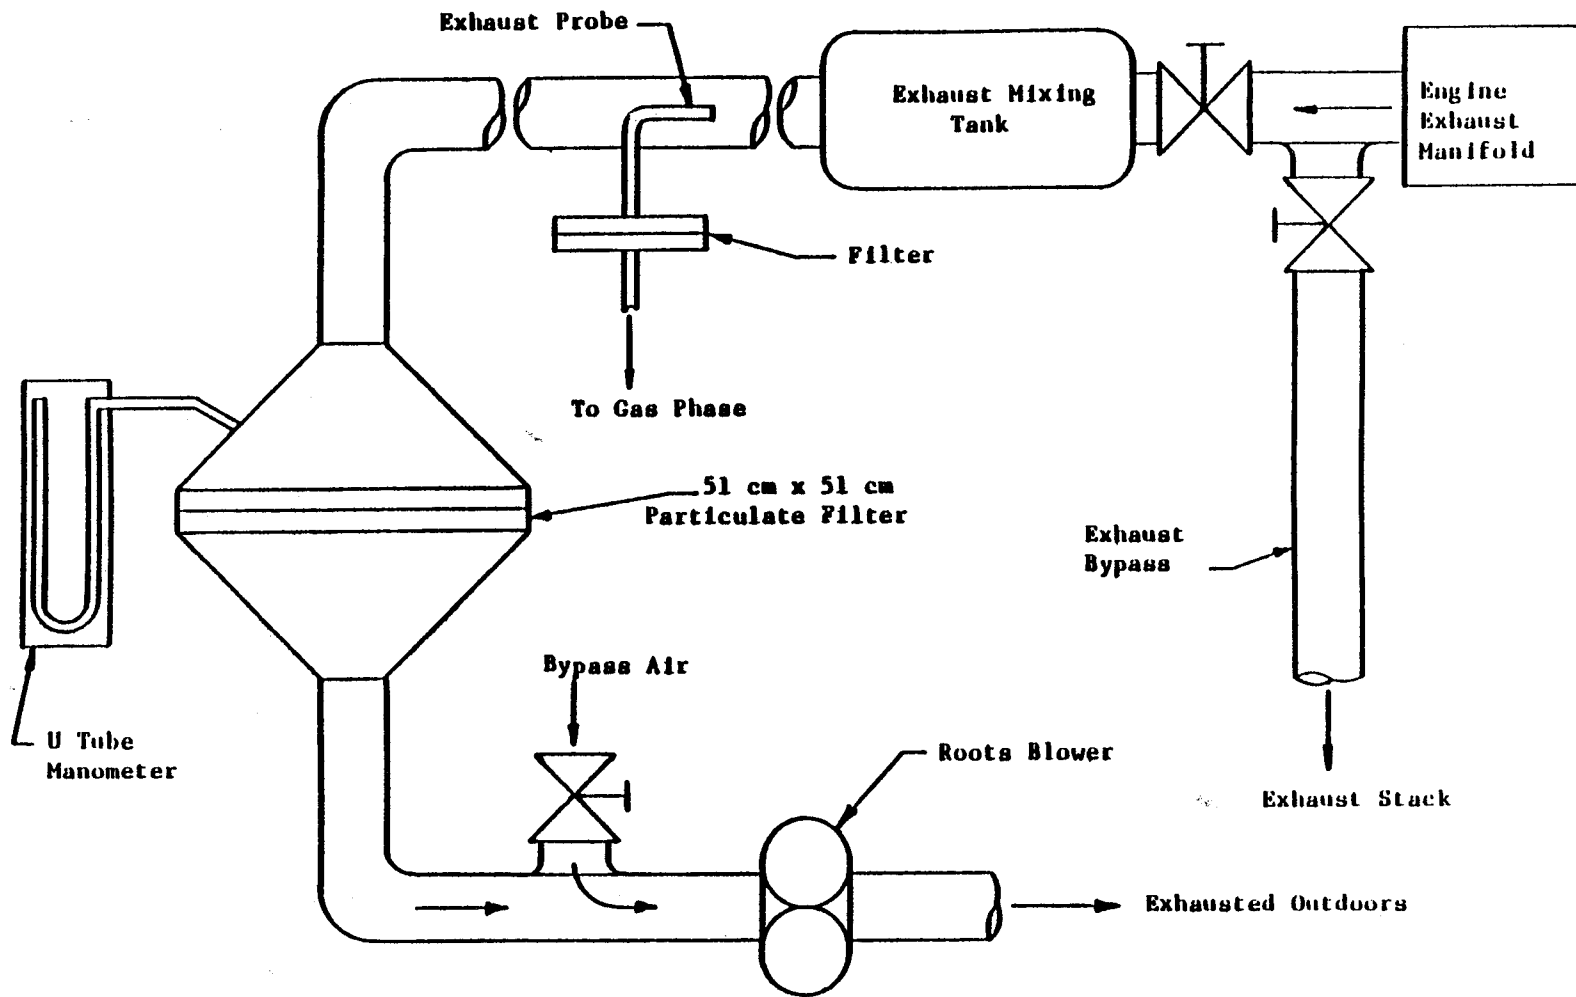 Exhaust Probe
Exhaust Mixing
Tank
Engine
Exhaust
Manifold
Filter
To Gas Phase
51 cm x 51 cm
Particulate Filter
Exhaust
Bypass
Bypass Air
U Tube
Manometer
Roots Blower
Exhaust Stack
Exhausted Outdoors